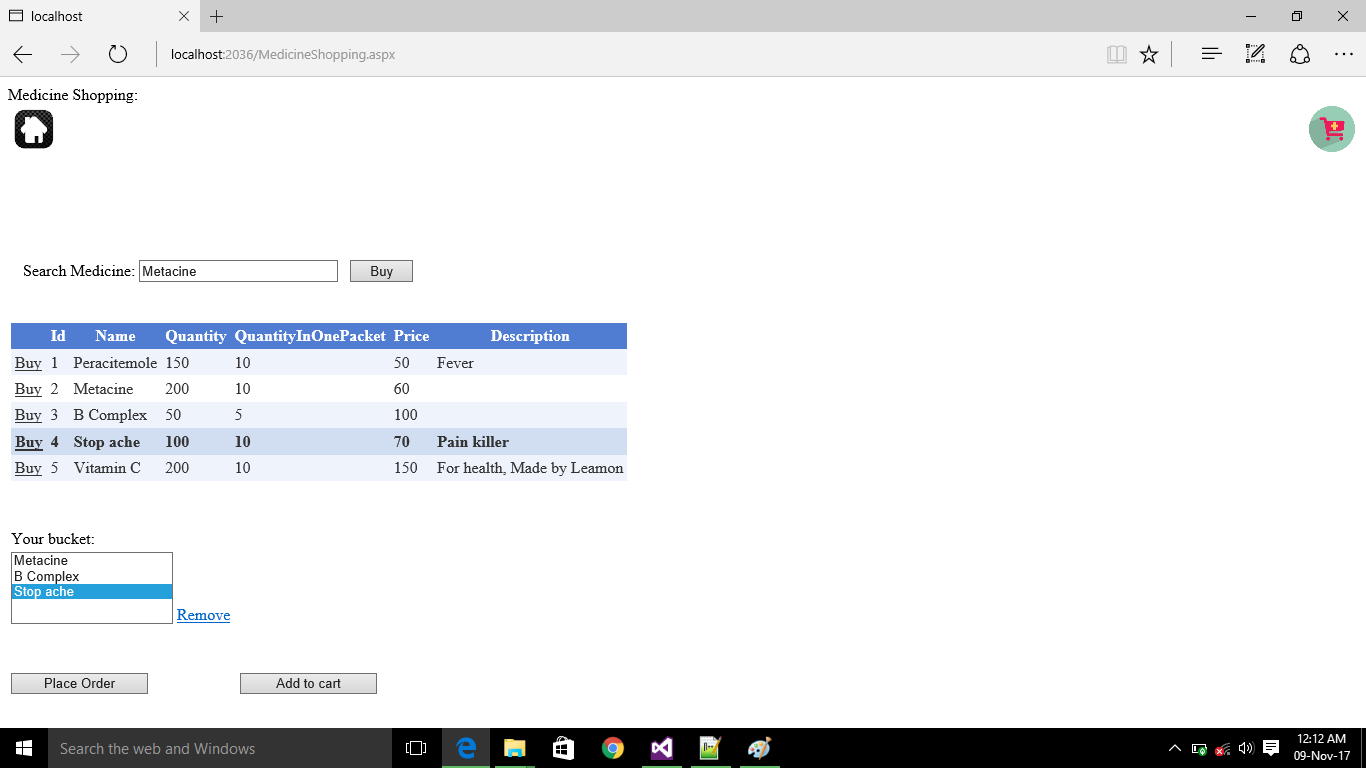 localhost
localhost:2036/MedicineShopping.aspx
Medicine Shopping:
Search Medicine: Metacine Buy
Id Name Quantity QuantityInOnePacket Price Description
Buy 1 Peracitemole 150 10 50 Fever
Buy 2 Metacine 200 10 60
Buy 3 B Complex 50 5 100
Buy 4 Stop ache 100 10 70 Pain killer
Buy 5 Vitamin C 200 10 150 For health, Made by Leamon
Your bucket:
Metacine
B Complex
Stop ache
Remove
Place Order Add to cart
Search the web and Windows
12:12 AM
09-Nov-17